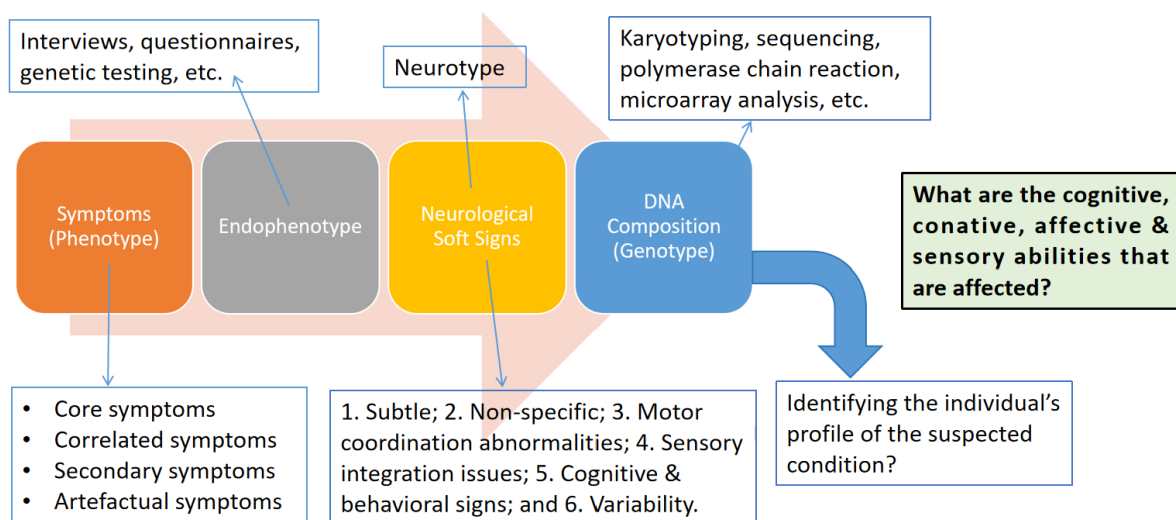 Interviews, questionnaires,
genetic testing, etc.
Neurotype
Karyotyping, sequencing,
polymerase chain reaction,
microarray analysis, etc.
Symptoms
(Phenotype)
Endophenotype
Neurological
Soft Signs
DNA
Composition
(Genotype)
What are the cognitive,
conative, affective &
sensory abilities that
are affected?
• Core symptoms
• Correlated symptoms
• Secondary symptoms
• Artefactual symptoms
1. Subtle; 2. Non-specific; 3. Motor
coordination abnormalities; 4. Sensory
integration issues; 5. Cognitive &
behavioral signs; and 6. Variability.
Identifying the individual's
profile of the suspected
condition?